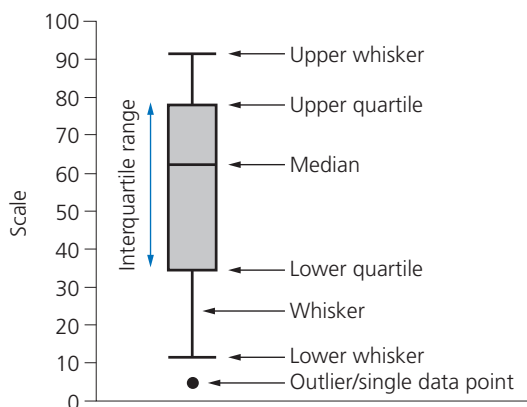 100
90
80
70
60
50
40
30
20
10
0
Scale
Interquartile range
Upper whisker
Upper quartile
Median
Lower quartile
Whisker
Lower whisker
Outlier/single data point